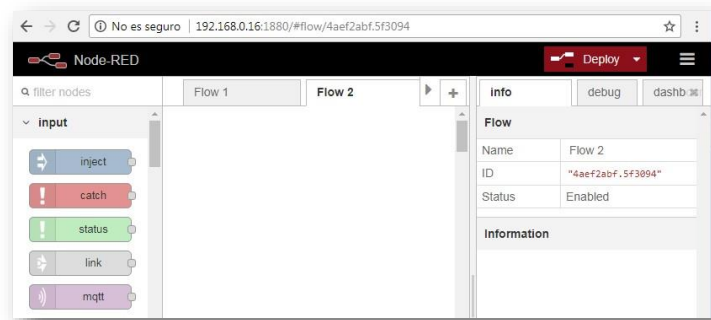 No es seguro | 192.168.0.16:1880/#flow/4aef2abf.5f3094
Node-RED
Deploy
filter nodes
Flow 1
Flow 2
info
debug
dashb
input
inject
catch
status
link
mqtt
Flow
Name Flow 2
ID "4aef2abf.5f3094"
Status Enabled
Information